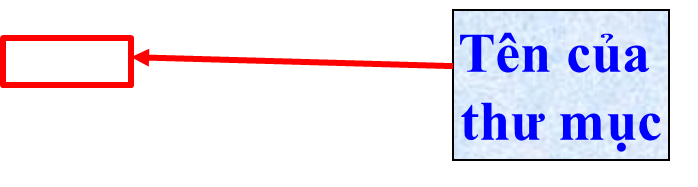 Tên của
thư mục